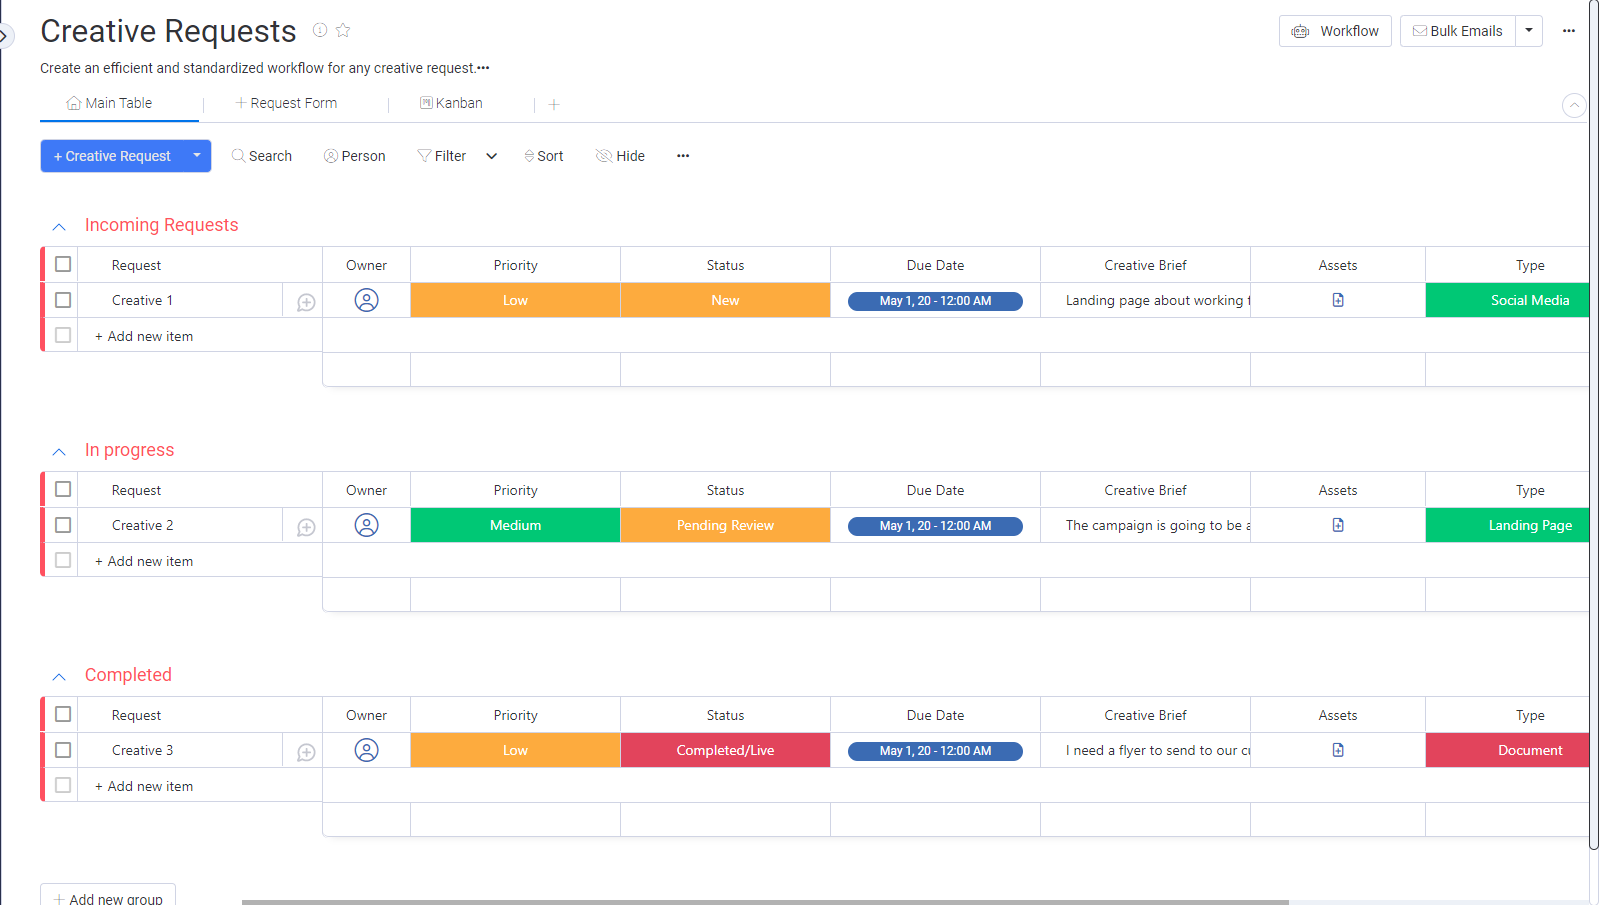 Creative Requests
Workflow
Bulk Emails
Create an efficient and standardized workflow for any creative request.•••
Main Table
Request Form
Kanban
+ Creative Request
Search
Person
Filter
Sort
Hide
Incoming Requests
Request Owner Priority Status Due Date Creative Brief Assets Type
Creative 1 Low New May 1, 20 - 12:00 AM Landing page about working Social Media
+ Add new item
In progress
Request Owner Priority Status Due Date Creative Brief Assets Type
Creative 2 Medium Pending Review May 1, 20 - 12:00 AM The campaign is going to be Landing Page
+ Add new item
Completed
Request Owner Priority Status Due Date Creative Brief Assets Type
Creative 3 Low Completed/Live May 1, 20 - 12:00 AM I need a flyer to send to our Document
+ Add new item
+ Add new group